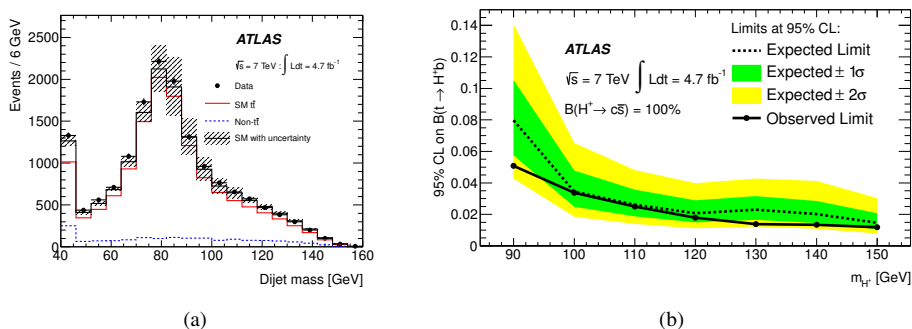 Events / 6 GeV
2500
2000
1500
1000
500
0
ATLAS
√s = 7 TeV : ∫ Ldt = 4.7 fb⁻¹
Data
SM tt̄
Non-tt̄
SM with uncertainty
40 60 80 100 120 140 160
Dijet mass [GeV]
(a)
95% CL on B(t → H⁺b)
0.14
0.12
0.1
0.08
0.06
0.04
0.02
0
ATLAS
√s = 7 TeV ∫ Ldt = 4.7 fb⁻¹
B(H⁺→ cs̄) = 100%
Limits at 95% CL:
Expected Limit
Expected ± 1σ
Expected ± 2σ
Observed Limit
90 100 110 120 130 140 150
m_H⁺ [GeV]
(b)